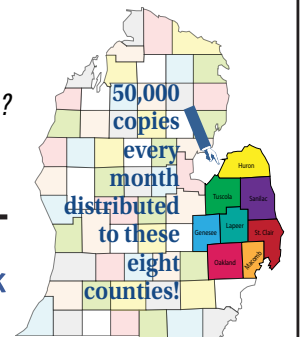 ?
50,000
copies
every
month
distributed
to these
eight
counties!
K
Huron
Tuscola
Sanilac
Genesee
Lapeer
St. Clair
Oakland
Macomb